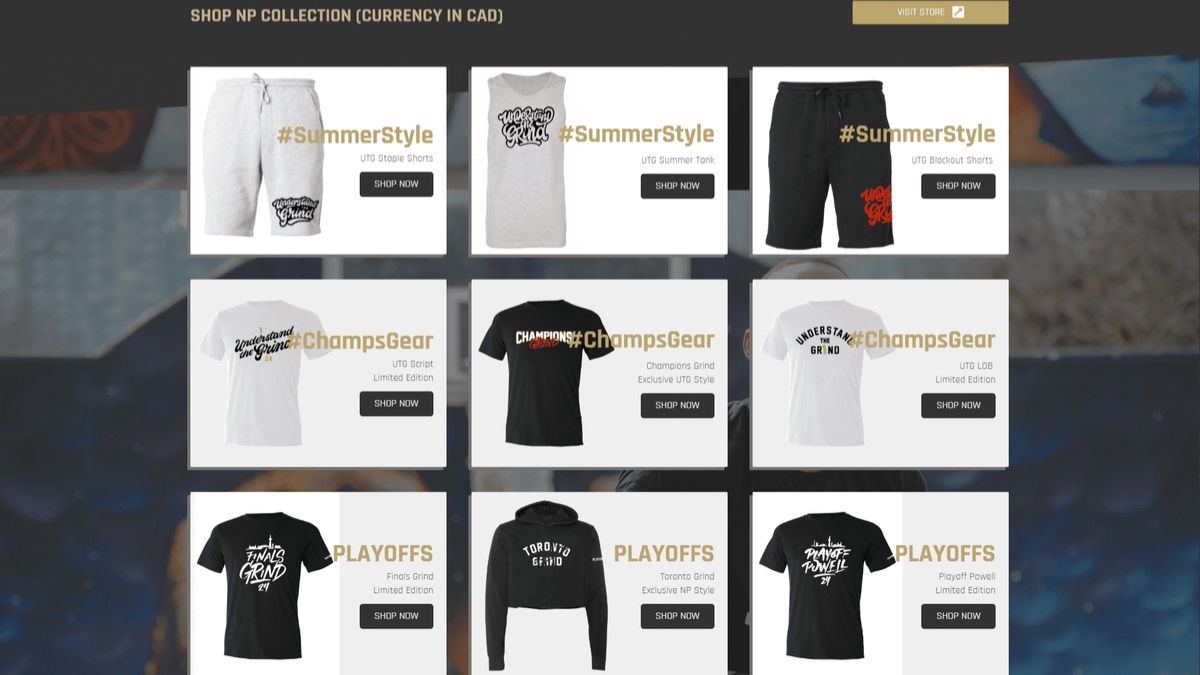 SHOP NP COLLECTION (CURRENCY IN CAD)
VISIT STORE
#SummerStyle
UTG Staple Shorts
SHOP NOW
Understand
the
Grind
#SummerStyle
UTG Summer Tank
SHOP NOW
Understand
the
Grind
#SummerStyle
UTG Blackout Shorts
SHOP NOW
#ChampsGear
UTG Script
Limited Edition
SHOP NOW
Understand
the Grind
24
#ChampsGear
Champions Grind
Exclusive UTG Style
SHOP NOW
CHAMPIONS
GRIND
#ChampsGear
UTG LOB
Limited Edition
SHOP NOW
UNDERSTAND
THE
GRIND
PLAYOFFS
Finals Grind
Limited Edition
SHOP NOW
FINALS
GRIND
24
PLAYOFFS
Toronto Grind
Exclusive NP Style
SHOP NOW
TORONTO
GRIND
PLAYOFFS
Playoff Powell
Limited Edition
SHOP NOW
PLAYOFF
POWELL
24